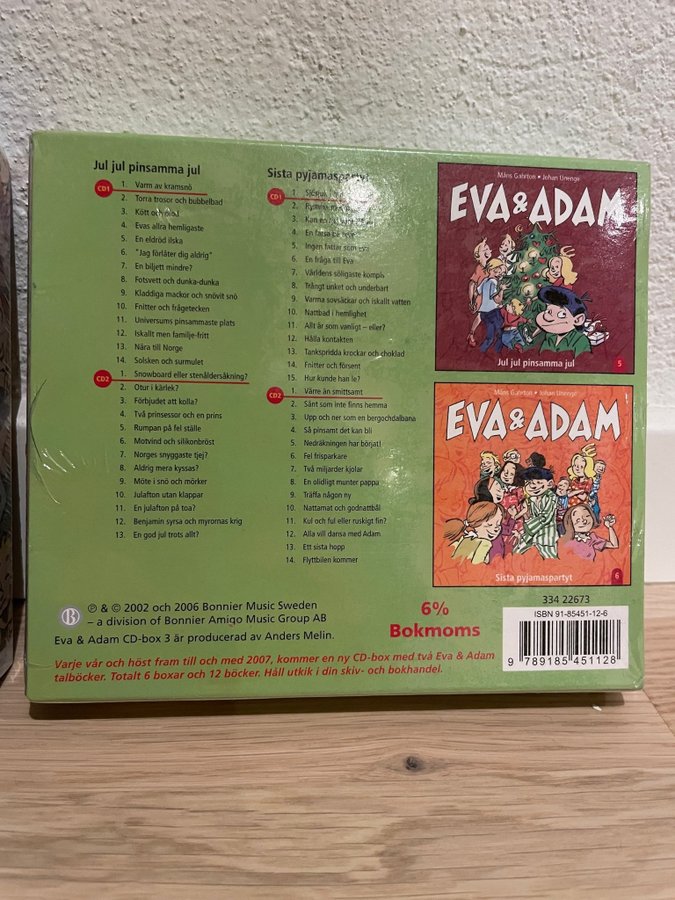 Jul jul pinsamma jul
CD1 1. Varm av kramsnö
2. Torra trosor och bubbelbad
3. Kött och blod
4. Evas allra hemligaste
5. En eldröd ilska
6. "Jag förlåter dig aldrig"
7. En biljett mindre?
8. Fotsvett och dunka-dunka
9. Kladdiga mackor och snövit snö
10. Fnitter och frågetecken
11. Universums pinsammaste plats
12. Iskallt men familje-fritt
13. Nära till Norge
14. Solsken och surmulet
CD2 1. Snowboard eller stenåldersåkning?
2. Otur i kärlek?
3. Förbjudet att kolla?
4. Två prinsessor och en prins
5. Rumpan på fel ställe
6. Motvind och silikonbröst
7. Norges snyggaste tjej?
8. Aldrig mera kyssas?
9. Möte i snö och mörker
10. Julafton utan klappar
11. En julafton på toa?
12. Benjamin syrsa och myrornas krig
13. En god jul trots allt?
Sista pyjamaspartyt
CD1 1.
2.
3. Kan en
4. En farsa på
5. Ingen fattar som Eva
6. En fråga till Eva
7. Världens söligaste kompis
8. Trångt unket och underbart
9. Varma sovsäckar och iskallt vatten
10. Nattbad i hemlighet
11. Allt är som vanligt – eller?
12. Hålla kontakten
13. Tankspridda krockar och choklad
14. Fnitter och försent
15. Hur kunde han le?
CD2 1. Värre än smittsamt
2. Sånt som inte finns hemma
3. Upp och ner som en bergochdalbana
4. Så pinsamt det kan bli
5. Nedräkningen har börjat!
6. Fel frisparkare
7. Två miljarder kjolar
8. En olidligt munter pappa
9. Träffa någon ny
10. Nattamat och godnattbål
11. Kul och ful eller ruskigt fin?
12. Alla vill dansa med Adam
13. Ett sista hopp
14. Flyttbilen kommer
Måns Gahrton • Johan Unenge
EVA & ADAM
Jul jul pinsamma jul
5
Måns Gahrton • Johan Unenge
EVA & ADAM
Sista pyjamaspartyt
6
B
℗ & © 2002 och 2006 Bonnier Music Sweden
– a division of Bonnier Amigo Music Group AB
Eva & Adam CD-box 3 är producerad av Anders Melin.
6%
Bokmoms
334 22673
ISBN 91-85451-12-6
9 789185 451128
Varje vår och höst fram till och med 2007, kommer en ny CD-box med två Eva & Adam
talböcker. Totalt 6 boxar och 12 böcker. Håll utkik i din skiv- och bokhandel.